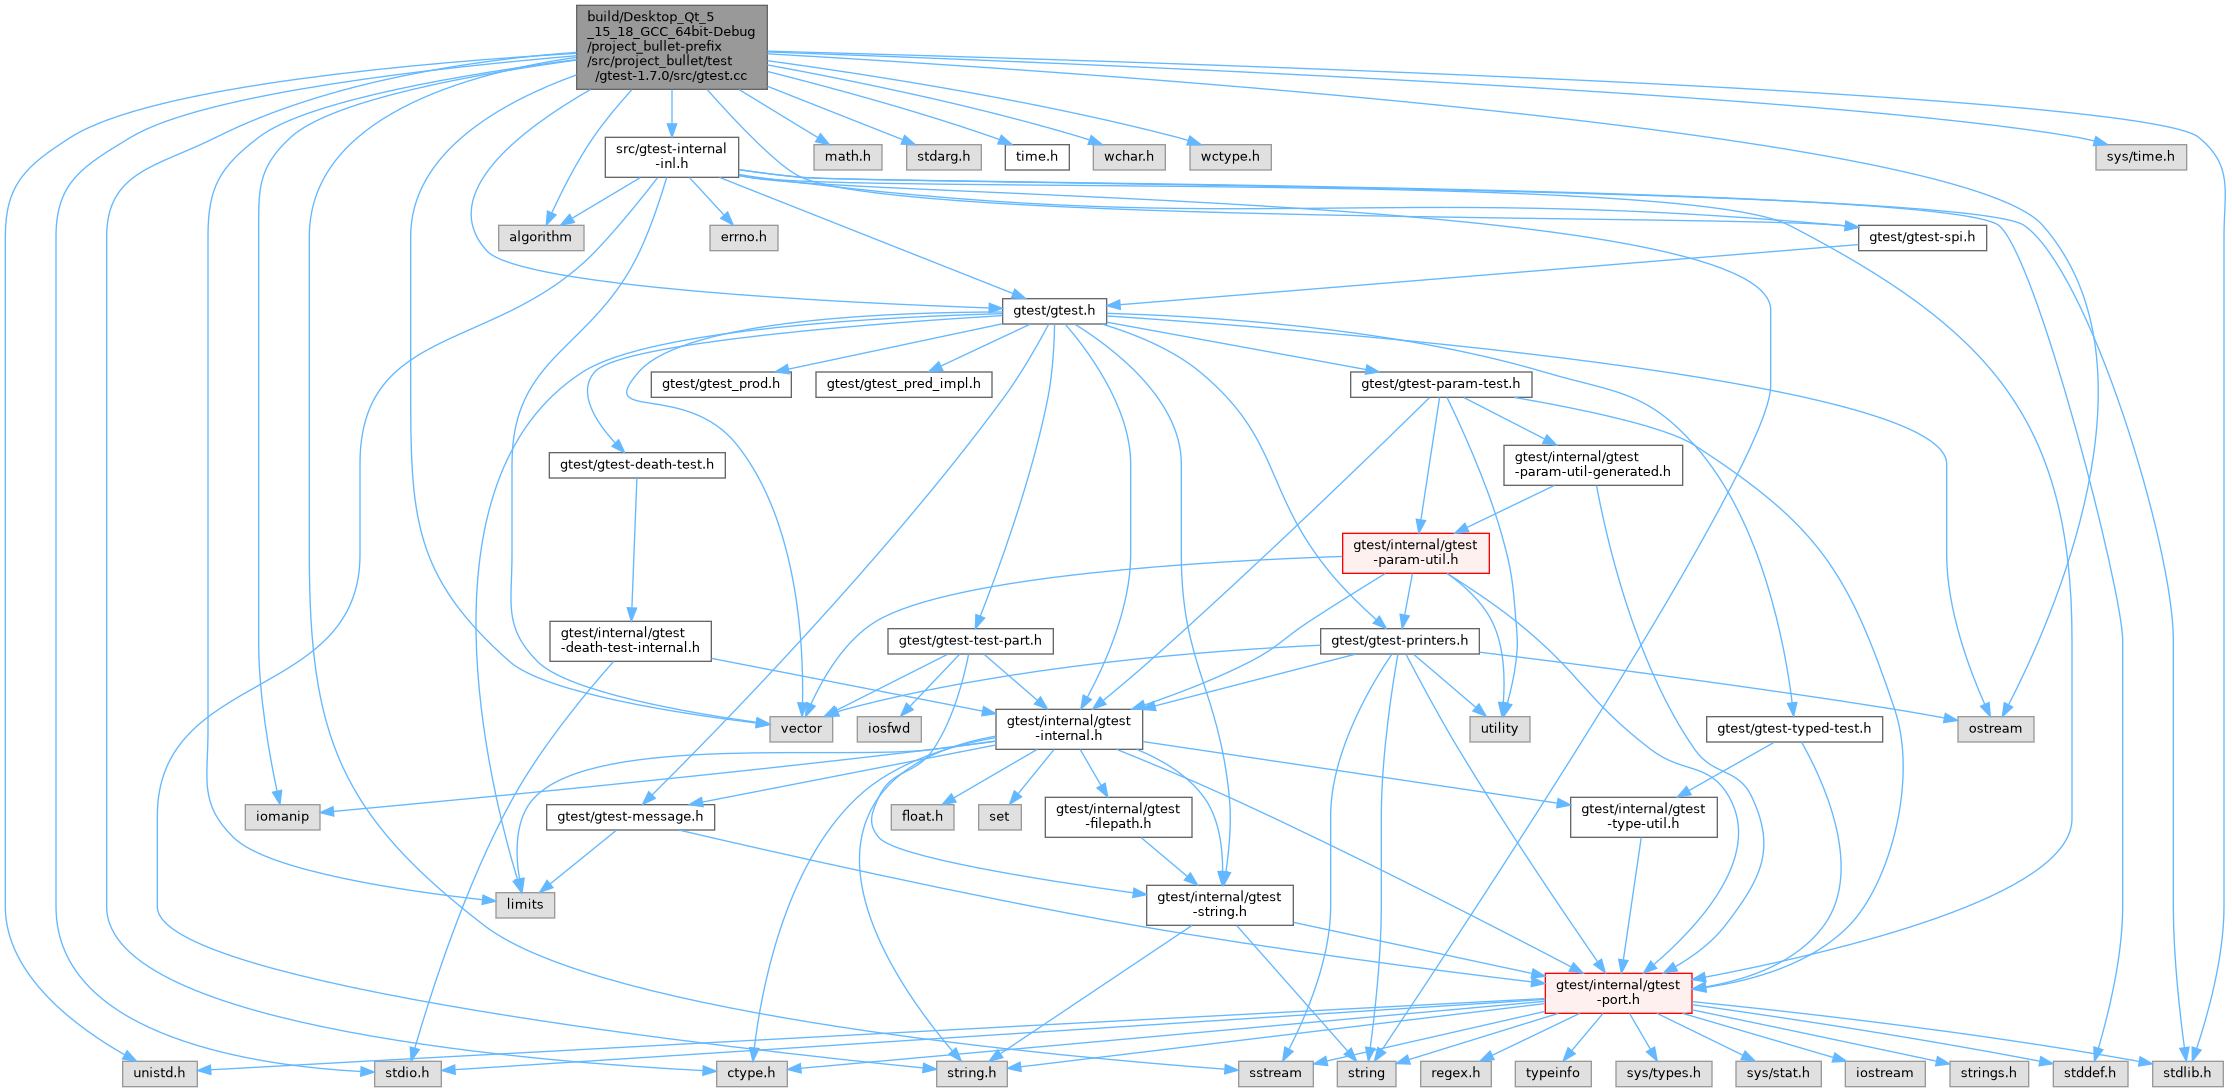 build/Desktop_Qt_5
_15_18_GCC_64bit-Debug
/project_bullet-prefix
/src/project_bullet/test
/gtest-1.7.0/src/gtest.cc
src/gtest-internal
-inl.h
math.h
stdarg.h
time.h
wchar.h
wctype.h
sys/time.h
algorithm
errno.h
gtest/gtest-spi.h
gtest/gtest.h
gtest/gtest_prod.h
gtest/gtest_pred_impl.h
gtest/gtest-param-test.h
gtest/gtest-death-test.h
gtest/internal/gtest
-param-util-generated.h
gtest/internal/gtest
-param-util.h
gtest/internal/gtest
-death-test-internal.h
gtest/gtest-test-part.h
gtest/gtest-printers.h
vector
iosfwd
gtest/internal/gtest
-internal.h
utility
gtest/gtest-typed-test.h
ostream
iomanip
gtest/gtest-message.h
float.h
set
gtest/internal/gtest
-filepath.h
gtest/internal/gtest
-type-util.h
limits
gtest/internal/gtest
-string.h
gtest/internal/gtest
-port.h
unistd.h
stdio.h
ctype.h
string.h
sstream
string
regex.h
typeinfo
sys/types.h
sys/stat.h
iostream
strings.h
stddef.h
stdlib.h